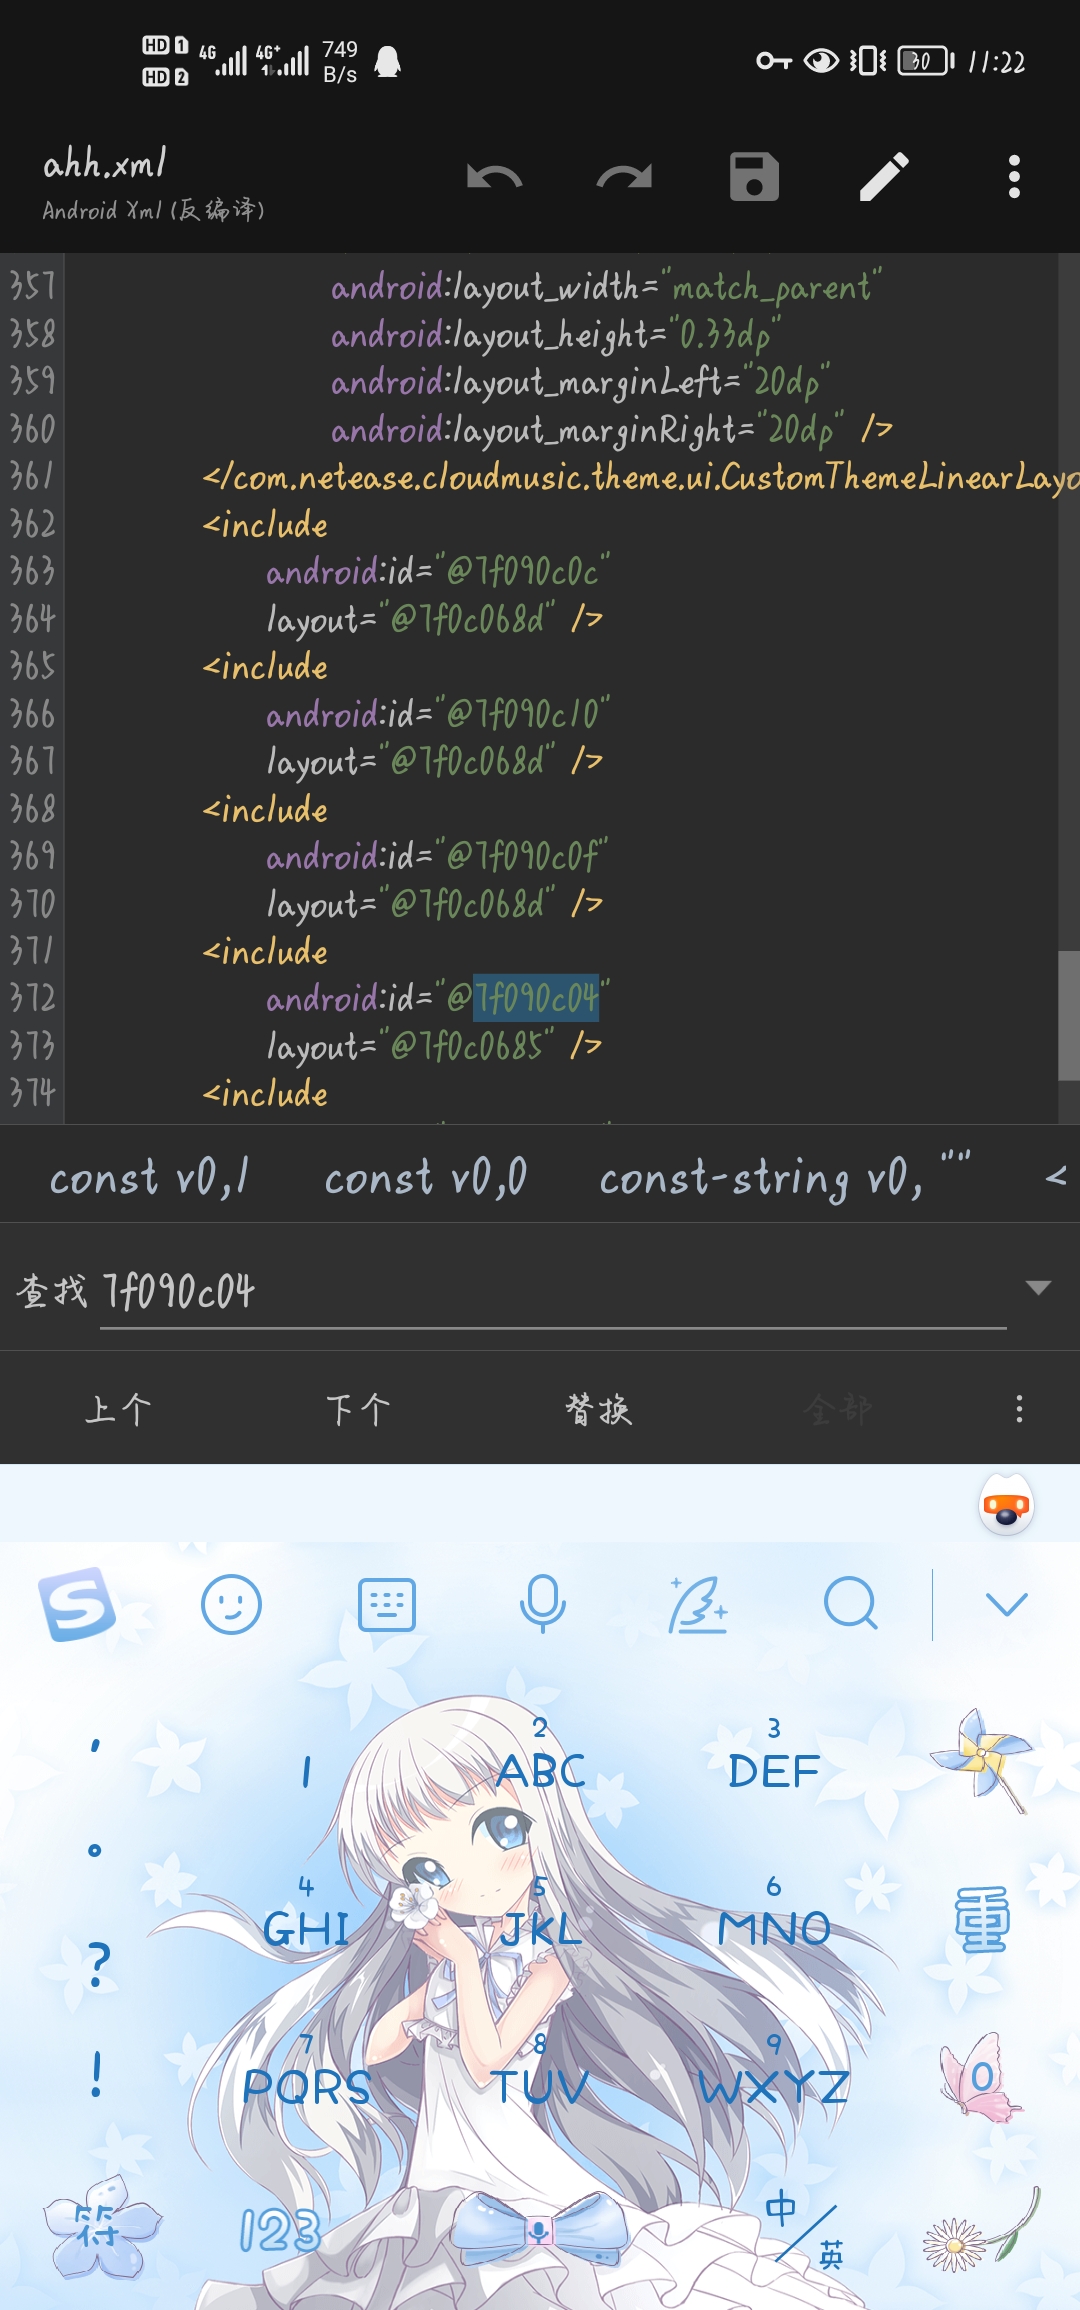 HD 1 4G 4G+ 749 30 11:22
HD 2 B/s
ahh.xml
Android Xml (反编译)
357 android:layout_width="match_parent"
358 android:layout_height="0.33dp"
359 android:layout_marginLeft="20dp"
360 android:layout_marginRight="20dp" />
361 </com.netease.cloudmusic.theme.ui.CustomThemeLinearLayo
362 <include
363 android:id="@7f090c0c"
364 layout="@7f0c068d" />
365 <include
366 android:id="@7f090c10"
367 layout="@7f0c068d" />
368 <include
369 android:id="@7f090c0f"
370 layout="@7f0c068d" />
371 <include
372 android:id="@7f090c04"
373 layout="@7f0c0685" />
374 <include
const v0,1 const v0,0 const-string v0, "" <
查找 7f090c04
上个 下个 替换 全部
S
, 1 2 ABC 3 DEF
。
4 GHI 5 JKL 6 MNO 重
?
! 7 PQRS 8 TUV 9 WXYZ 0
符 123 中/英